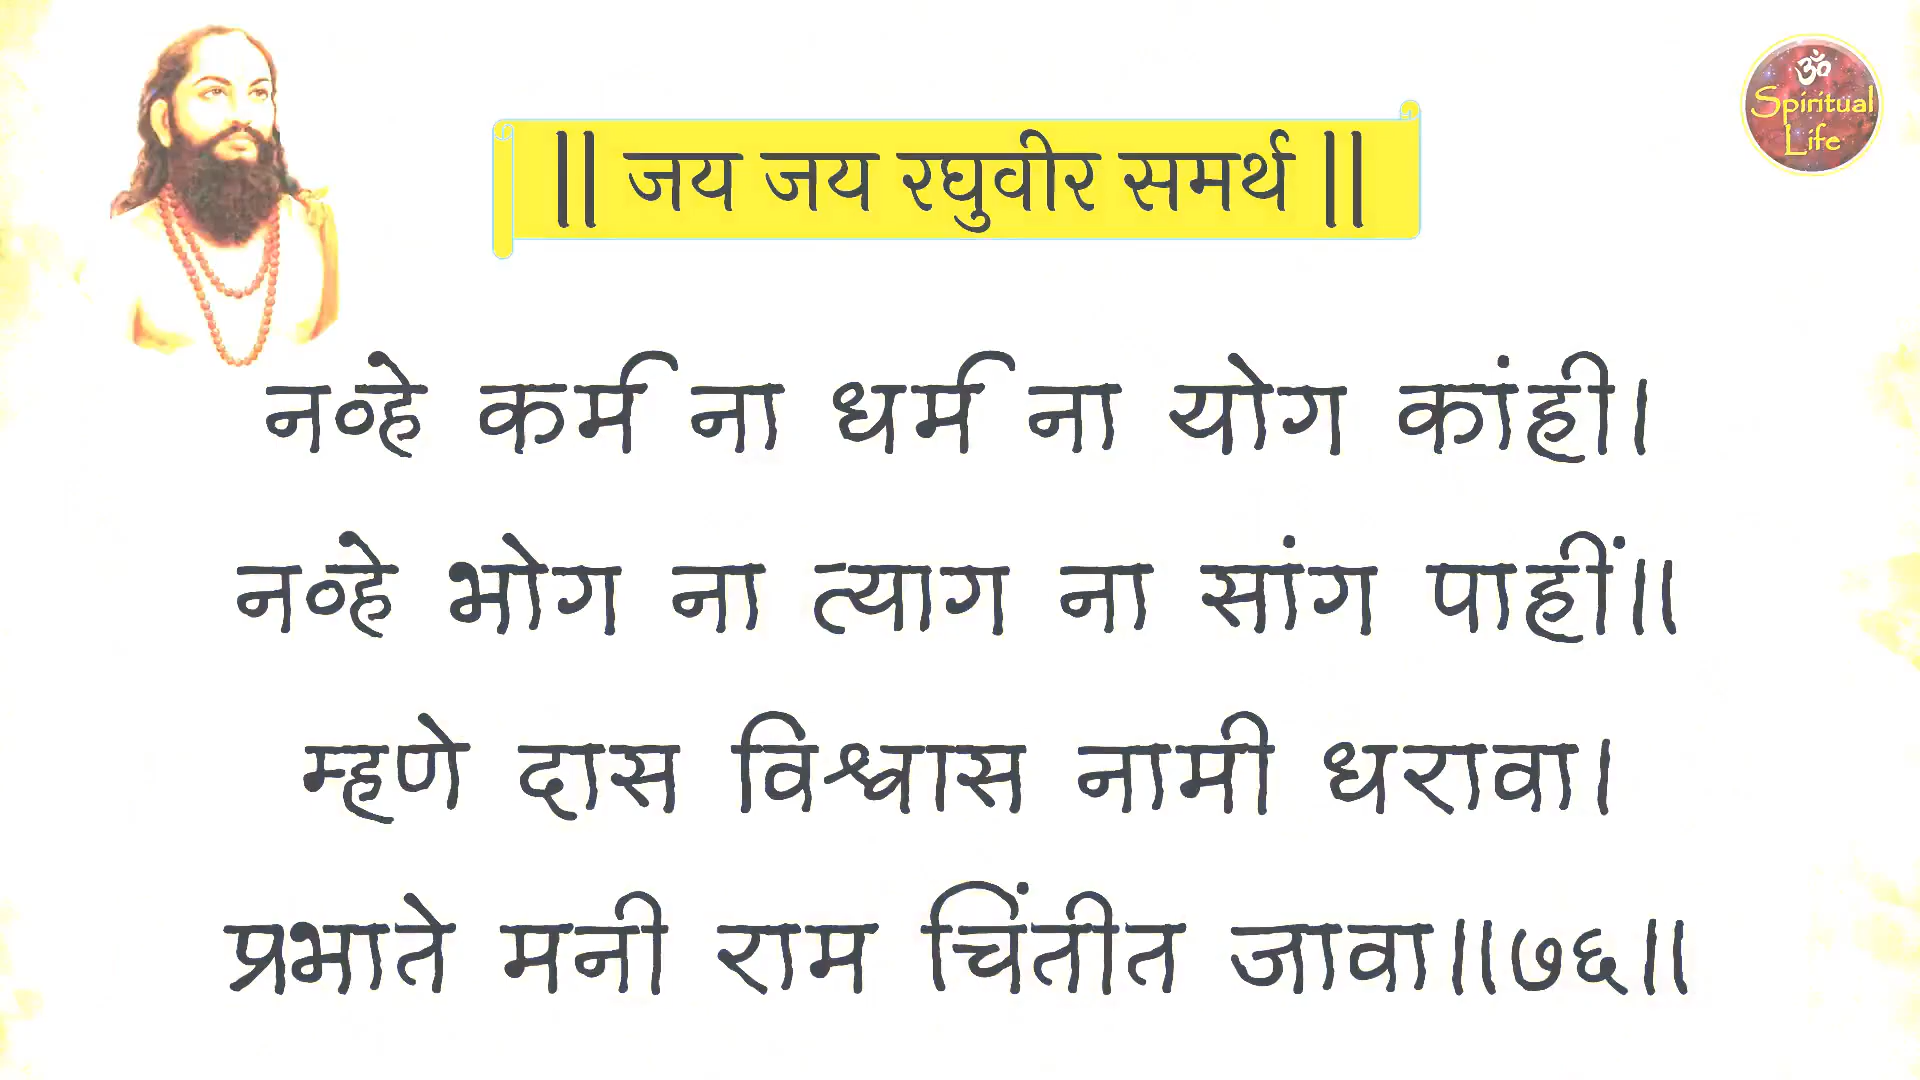 || जय जय रघुवीर समर्थ ||
ॐ
Spiritual
Life
नव्हे कर्म ना धर्म ना योग कांही।
नव्हे भोग ना त्याग ना सांग पाहीं॥
म्हणे दास विश्वास नामी धरावा।
प्रभाते मनी राम चिंतीत जावा॥७६॥